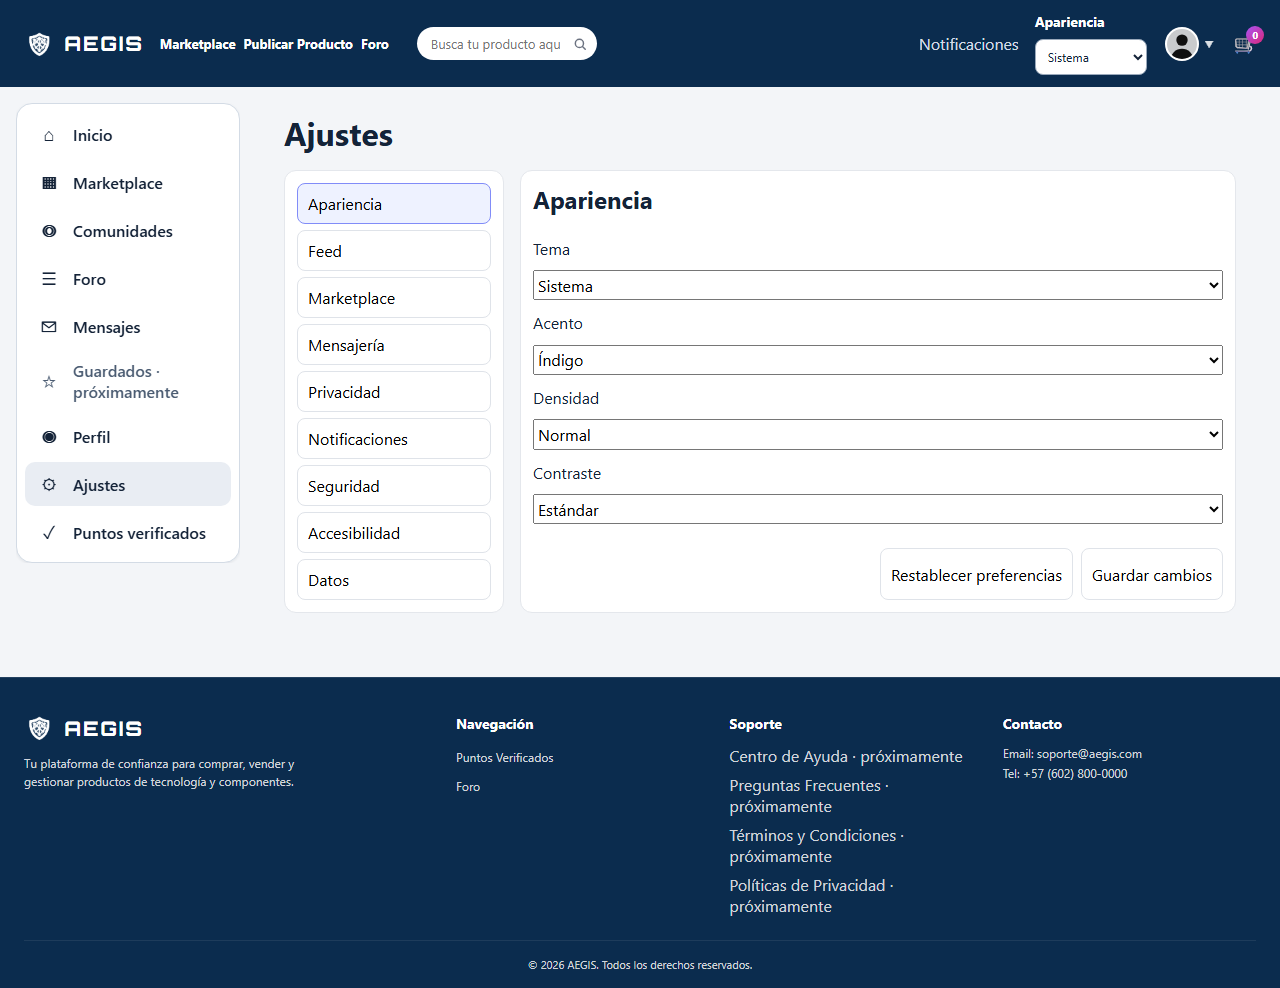 AEGIS
Marketplace Publicar Producto Foro
Busca tu producto aqu
Notificaciones
Apariencia
Sistema
0
Inicio
Marketplace
Comunidades
Foro
Mensajes
Guardados ·
próximamente
Perfil
Ajustes
Puntos verificados
Ajustes
Apariencia
Feed
Marketplace
Mensajería
Privacidad
Notificaciones
Seguridad
Accesibilidad
Datos
Apariencia
Tema
Sistema
Acento
Índigo
Densidad
Normal
Contraste
Estándar
Restablecer preferencias
Guardar cambios
AEGIS
Tu plataforma de confianza para comprar, vender y
gestionar productos de tecnología y componentes.
Navegación
Puntos Verificados
Foro
Soporte
Centro de Ayuda · próximamente
Preguntas Frecuentes ·
próximamente
Términos y Condiciones ·
próximamente
Políticas de Privacidad ·
próximamente
Contacto
Email: soporte@aegis.com
Tel: +57 (602) 800-0000
© 2026 AEGIS. Todos los derechos reservados.